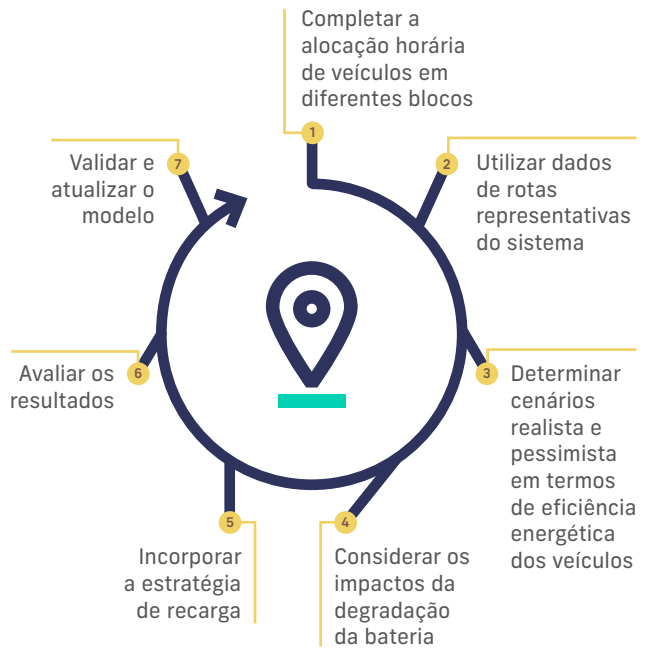 1
Completar a
alocação horária
de veículos em
diferentes blocos
2
Utilizar dados
de rotas
representativas
do sistema
3
Determinar
cenários
realista e
pessimista
em termos
de eficiência
energética
dos veículos
4
Considerar os
impactos da
degradação
da bateria
5
Incorporar
a estratégia
de recarga
6
Avaliar os
resultados
7
Validar e
atualizar o
modelo